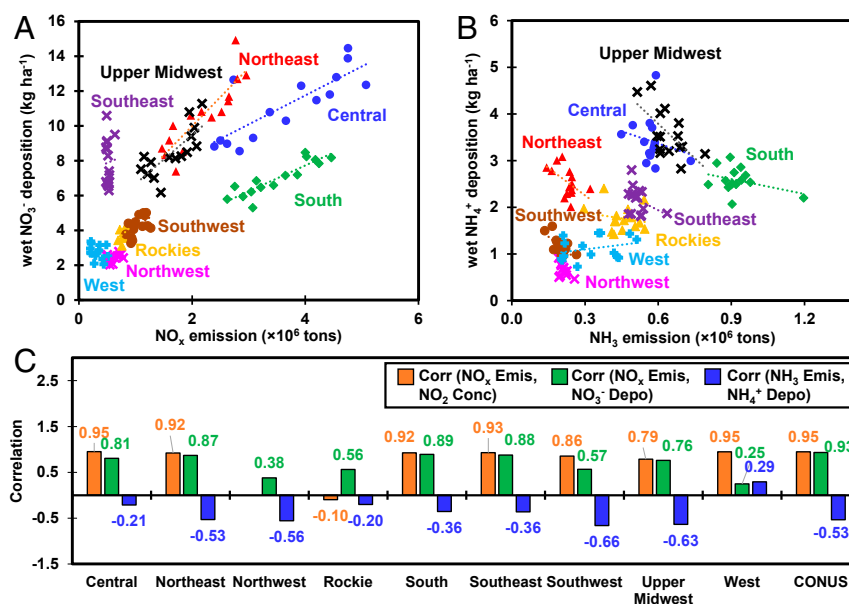 A
wet NO₃⁻ deposition (kg ha⁻¹)
16
14
12
10
8
6
4
2
0
Upper Midwest
Northeast
Southeast
Central
South
Southwest
Rockies
Northwest
West
0 2 4 6
NOₓ emission (×10⁶ tons)
B
wet NH₄⁺ deposition (kg ha⁻¹)
6
5
4
3
2
1
0
Upper Midwest
Central
Northeast
South
Southwest
Southeast
Rockies
West
Northwest
0.0 0.3 0.6 0.9 1.2
NH₃ emission (×10⁶ tons)
C
Correlation
2.5
1.5
0.5
-0.5
-1.5
Corr (NOₓ Emis, NO₂ Conc)
Corr (NOₓ Emis, NO₃⁻ Depo)
Corr (NH₃ Emis, NH₄⁺ Depo)
0.95 0.81 -0.21
0.92 0.87 -0.53
0.38 -0.56
-0.10 0.56 -0.20
0.92 0.89 -0.36
0.93 0.88 -0.36
0.86 0.57 -0.66
0.79 0.76 -0.63
0.95 0.25 0.29
0.95 0.93 -0.53
Central Northeast Northwest Rockie South Southeast Southwest Upper Midwest West CONUS